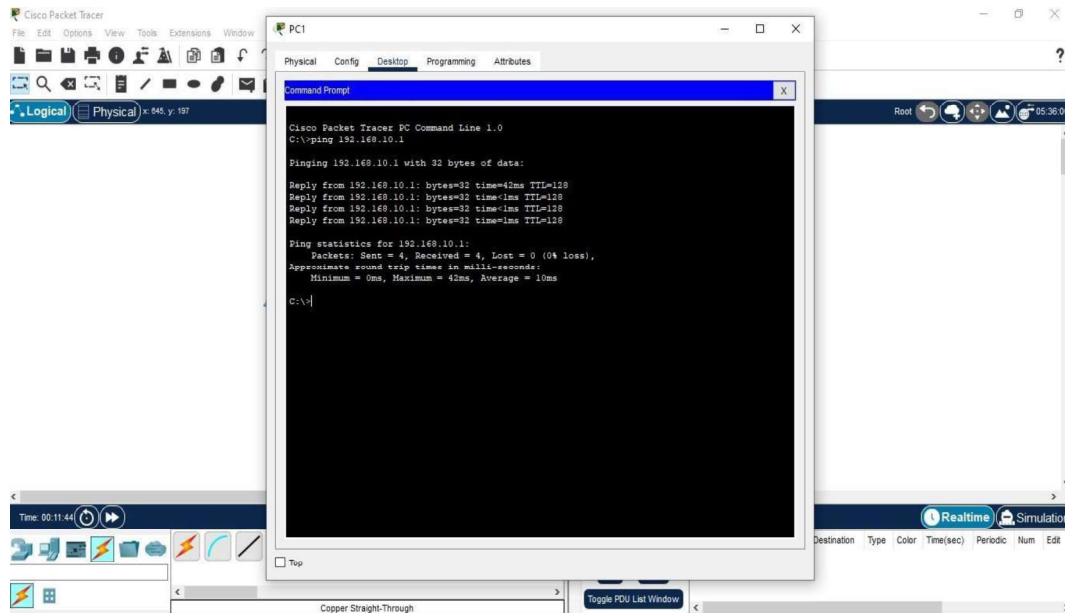 Cisco Packet Tracer
File Edit Options View Tools Extensions Window
PC1
Physical Config Desktop Programming Attributes
?
Command Prompt X
Logical Physical x: 645, y: 197
Root 05:36:0
Cisco Packet Tracer PC Command Line 1.0
C:\>ping 192.168.10.1
Pinging 192.168.10.1 with 32 bytes of data:
Reply from 192.168.10.1: bytes=32 time=42ms TTL=128
Reply from 192.168.10.1: bytes=32 time<1ms TTL=128
Reply from 192.168.10.1: bytes=32 time<1ms TTL=128
Reply from 192.168.10.1: bytes=32 time=1ms TTL=128
Ping statistics for 192.168.10.1:
Packets: Sent = 4, Received = 4, Lost = 0 (0% loss),
Approximate round trip times in milli-seconds:
Minimum = 0ms, Maximum = 42ms, Average = 10ms
C:\>
Time: 00:11:44
Realtime Simulation
Destination Type Color Time(sec) Periodic Num Edit
Top
Toggle PDU List Window
Copper Straight-Through